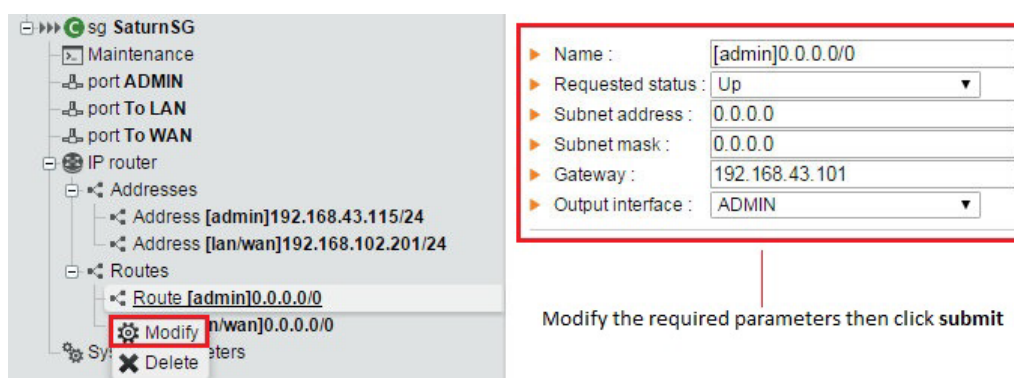 sg SaturnSG
Maintenance
port ADMIN
port To LAN
port To WAN
IP router
Addresses
Address [admin]192.168.43.115/24
Address [lan/wan]192.168.102.201/24
Routes
Route [admin]0.0.0.0/0
n/wan]0.0.0.0/0
Modify
Sy
eters
Delete
Name : [admin]0.0.0.0/0
Requested status : Up
Subnet address : 0.0.0.0
Subnet mask : 0.0.0.0
Gateway : 192.168.43.101
Output interface : ADMIN
Modify the required parameters then click submit